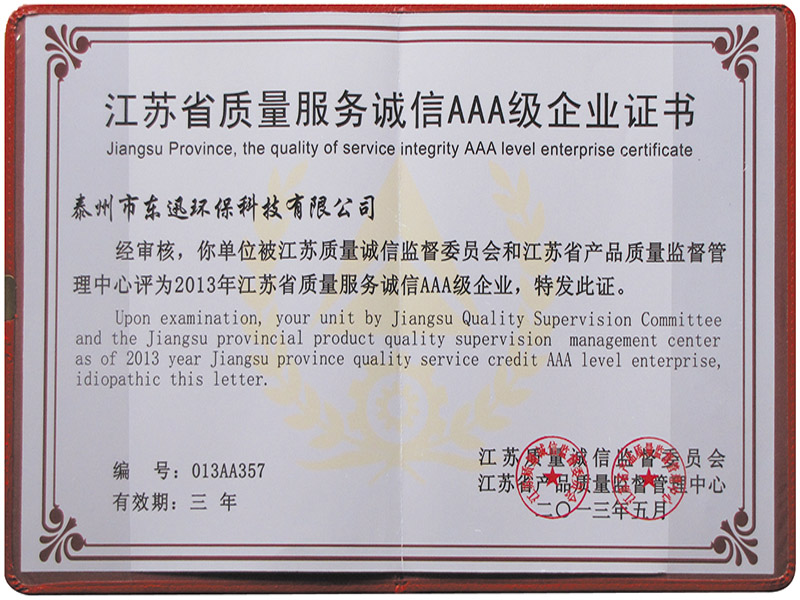 江苏省质量服务诚信AAA级企业证书
Jiangsu Province, the quality of service integrity AAA level enterprise certificate
泰州市东迅环保科技有限公司
经审核，你单位被江苏质量诚信监督委员会和江苏省产品质量监督管
理中心评为2013年江苏省质量服务诚信AAA级企业，特发此证。
Upon examination, your unit by Jiangsu Quality Supervision Committee
and the Jiangsu provincial product quality supervision management center
as of 2013 year Jiangsu province quality service credit AAA level enterprise,
idiopathic this letter.
编 号：013AA357
有效期：三 年
江苏质量诚信监督委员会
江苏省产品质量监督管理中心
二〇一三年五月